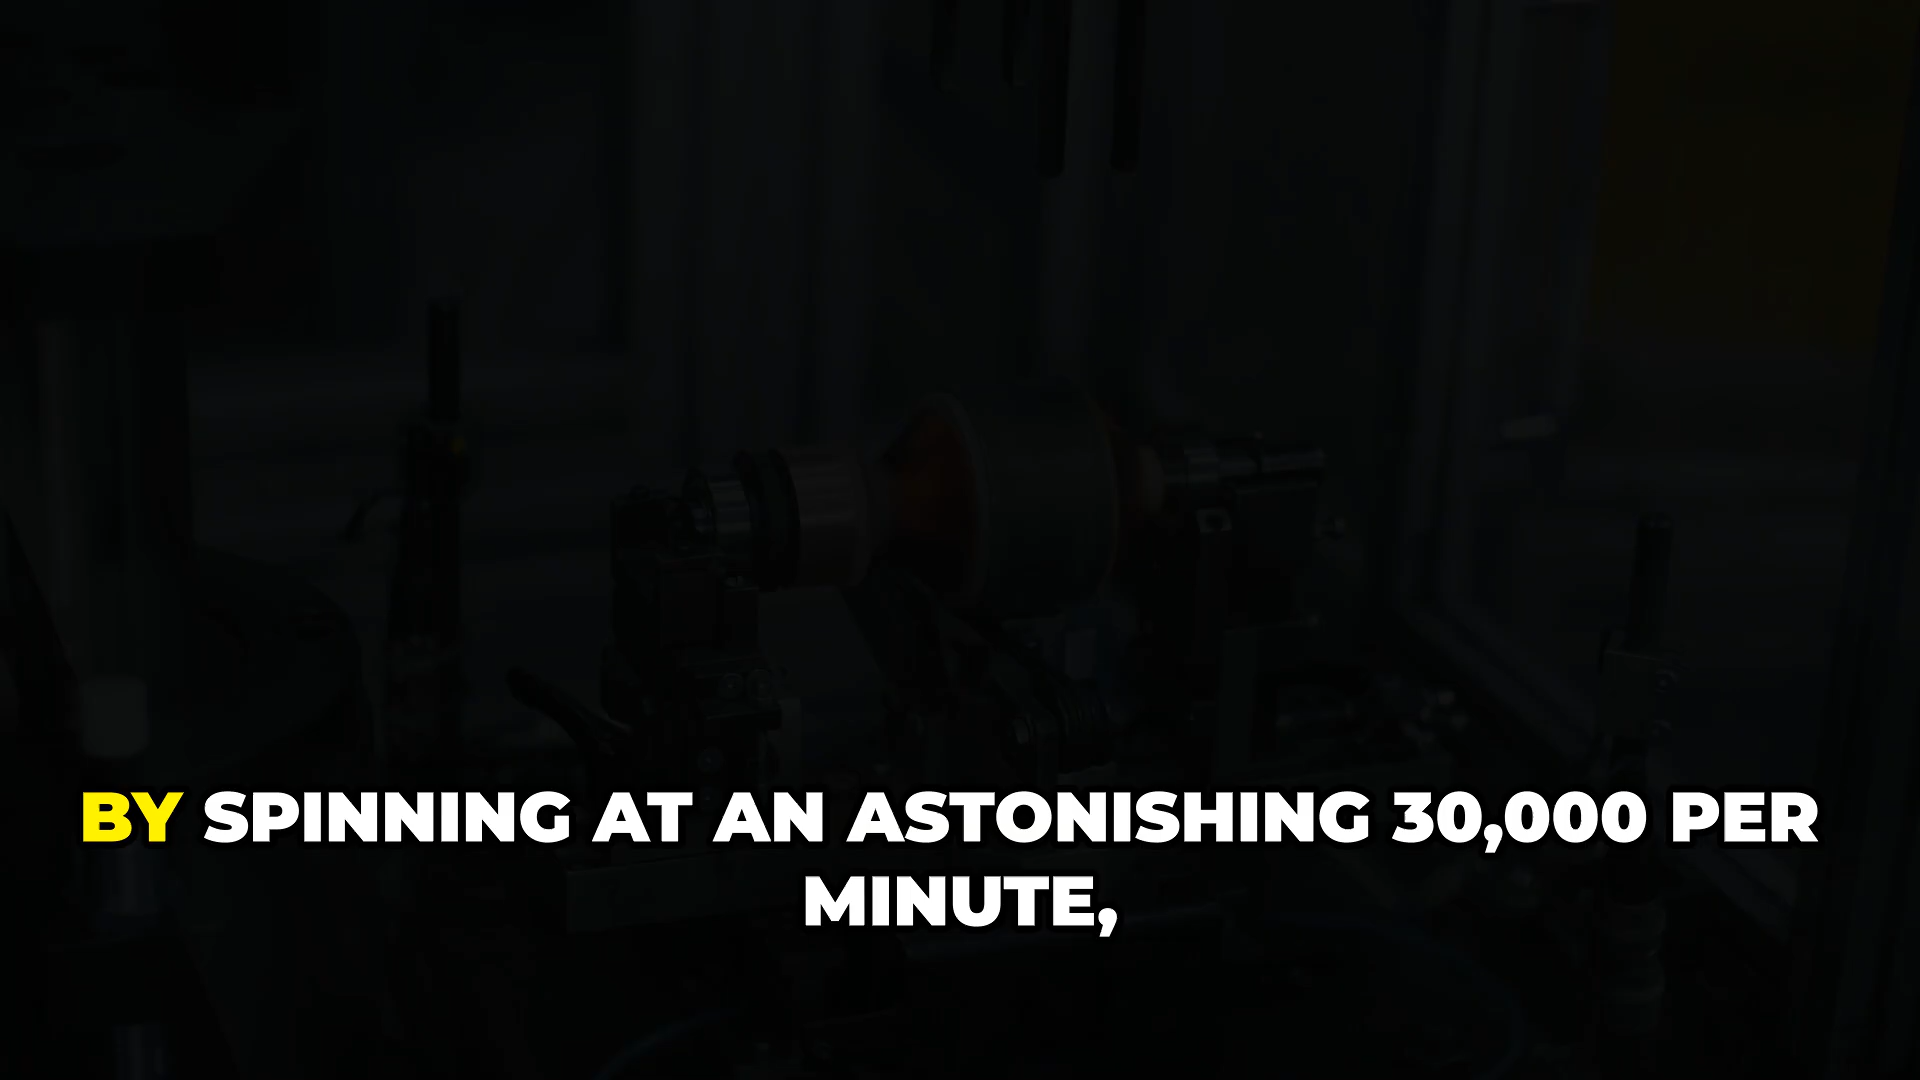 BY SPINNING AT AN ASTONISHING 30,000 PER
MINUTE,